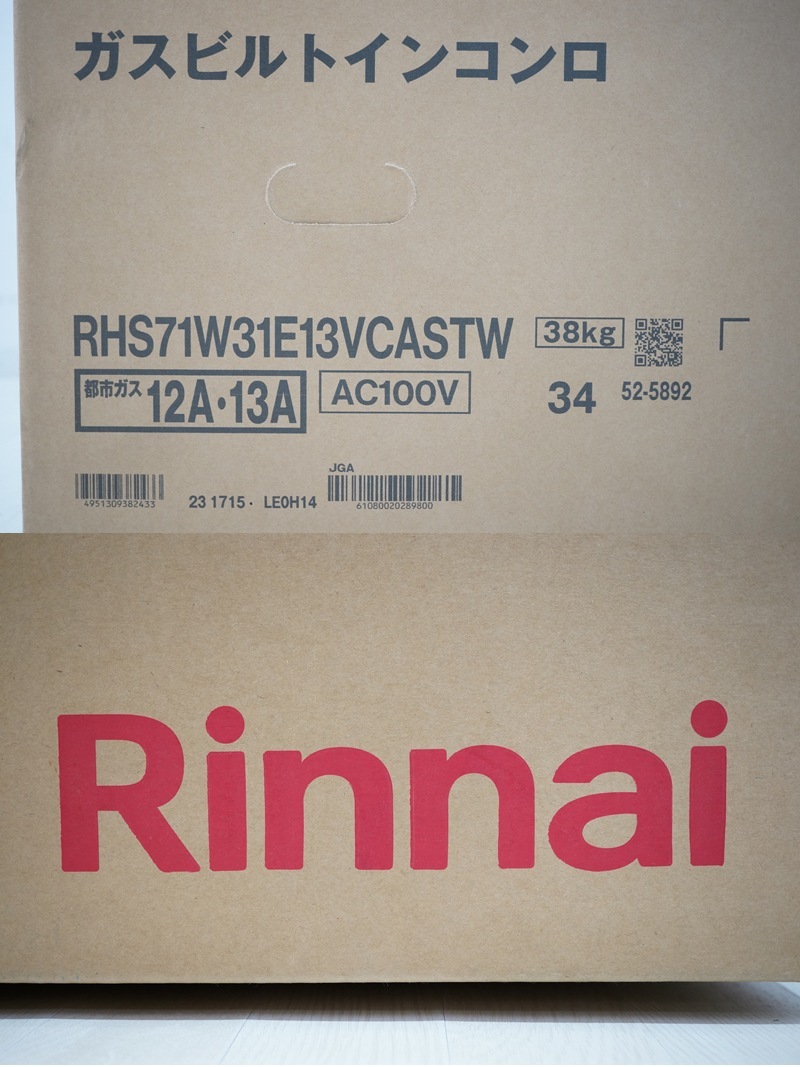 ガスビルトインコンロ
RHS71W31E13VCASTW 38kg
都市ガス 12A・13A AC100V 34 52-5892
JGA
4951309382433 23 1715・ LE0H14 61080020289800
Rinnai